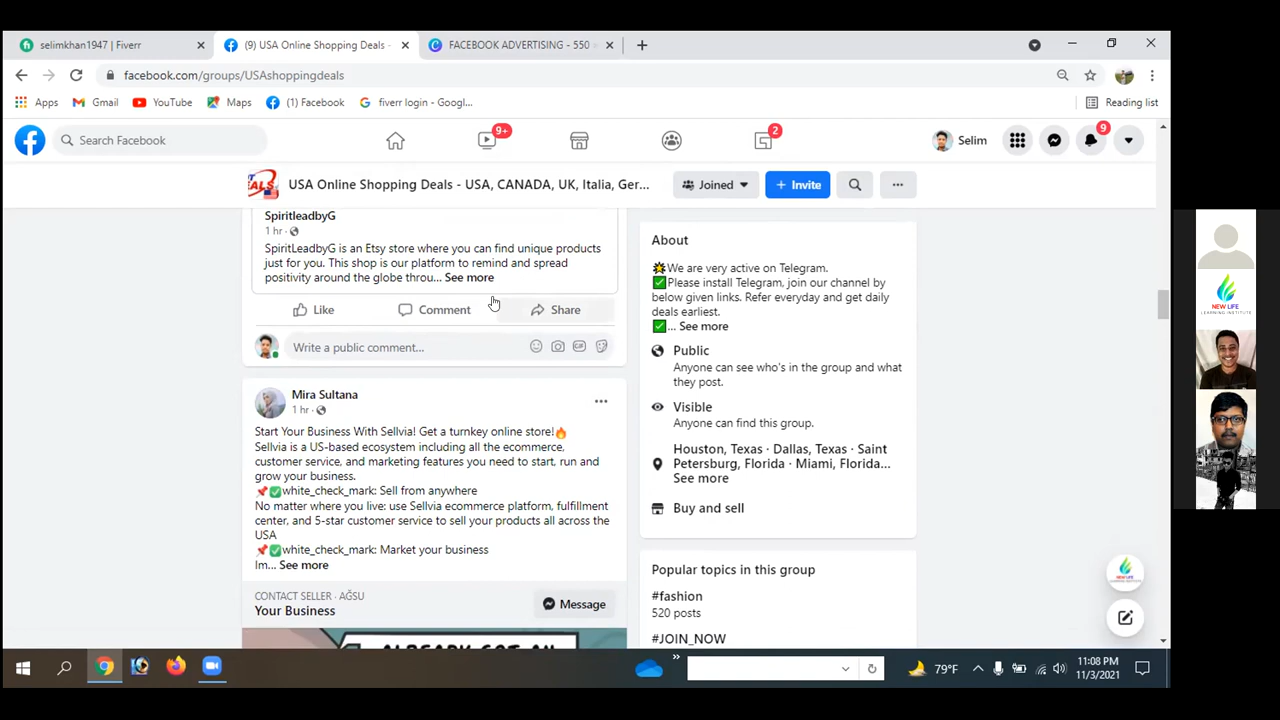 selimkhan1947 | Fiverr
(9) USA Online Shopping Deals -
FACEBOOK ADVERTISING - 550
facebook.com/groups/USAshoppingdeals
Apps
Gmail
YouTube
Maps
(1) Facebook
fiverr login - Googl...
Reading list
Search Facebook
9+
2
Selim
9
USA Online Shopping Deals - USA, CANADA, UK, Italia, Ger...
Joined
+ Invite
SpiritleadbyG
1 hr ·
SpiritLeadbyG is an Etsy store where you can find unique products
just for you. This shop is our platform to remind and spread
positivity around the globe throu... See more
Like
Comment
Share
Write a public comment...
GIF
Mira Sultana
1 hr ·
Start Your Business With Sellvia! Get a turnkey online store!🔥
Sellvia is a US-based ecosystem including all the ecommerce,
customer service, and marketing features you need to start, run and
grow your business.
📌✅white_check_mark: Sell from anywhere
No matter where you live: use Sellvia ecommerce platform, fulfillment
center, and 5-star customer service to sell your products all across the
USA
📌✅white_check_mark: Market your business
Im... See more
CONTACT SELLER · AĞSU
Your Business
Message
ALREADY GOT AN
About
🌟We are very active on Telegram.
✅Please install Telegram, join our channel by
below given links. Refer everyday and get daily
deals earliest.
✅... See more
Public
Anyone can see who's in the group and what
they post.
Visible
Anyone can find this group.
Houston, Texas · Dallas, Texas · Saint
Petersburg, Florida · Miami, Florida...
See more
Buy and sell
Popular topics in this group
#fashion
520 posts
#JOIN_NOW
NEW LIFE
LEARNING INSTITUTE
79°F
11:08 PM
11/3/2021